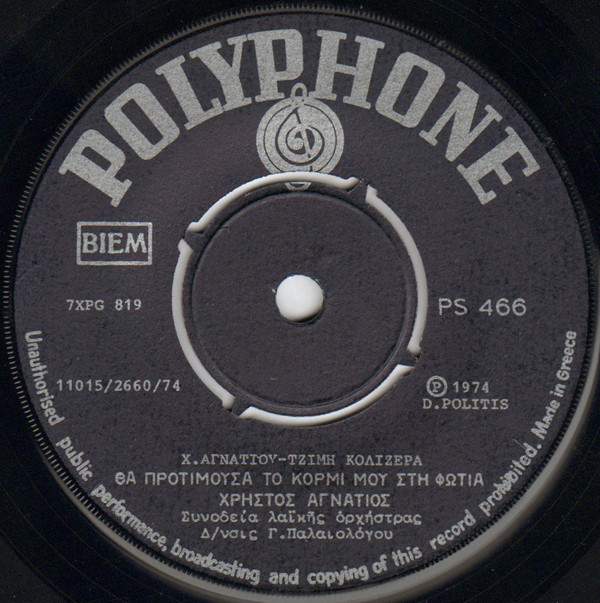 POLYPHONE
BIEM
7XPG 819
PS 466
11015/2660/74
Ⓟ 1974
D.POLITIS
Χ.ΑΓΝΑΤΙΟΥ-ΤΖΙΜΗ ΚΟΛΙΖΕΡΑ
ΘΑ ΠΡΟΤΙΜΟΥΣΑ ΤΟ ΚΟΡΜΙ ΜΟΥ ΣΤΗ ΦΩΤΙΑ
ΧΡΗΣΤΟΣ ΑΓΝΑΤΙΟΣ
Συνοδεία λαϊκῆς ὀρχήστρας
Δ/νσις Γ.Παλαιολόγου
Unauthorised public performance, broadcasting and copying of this record prohibited. Made in Greece